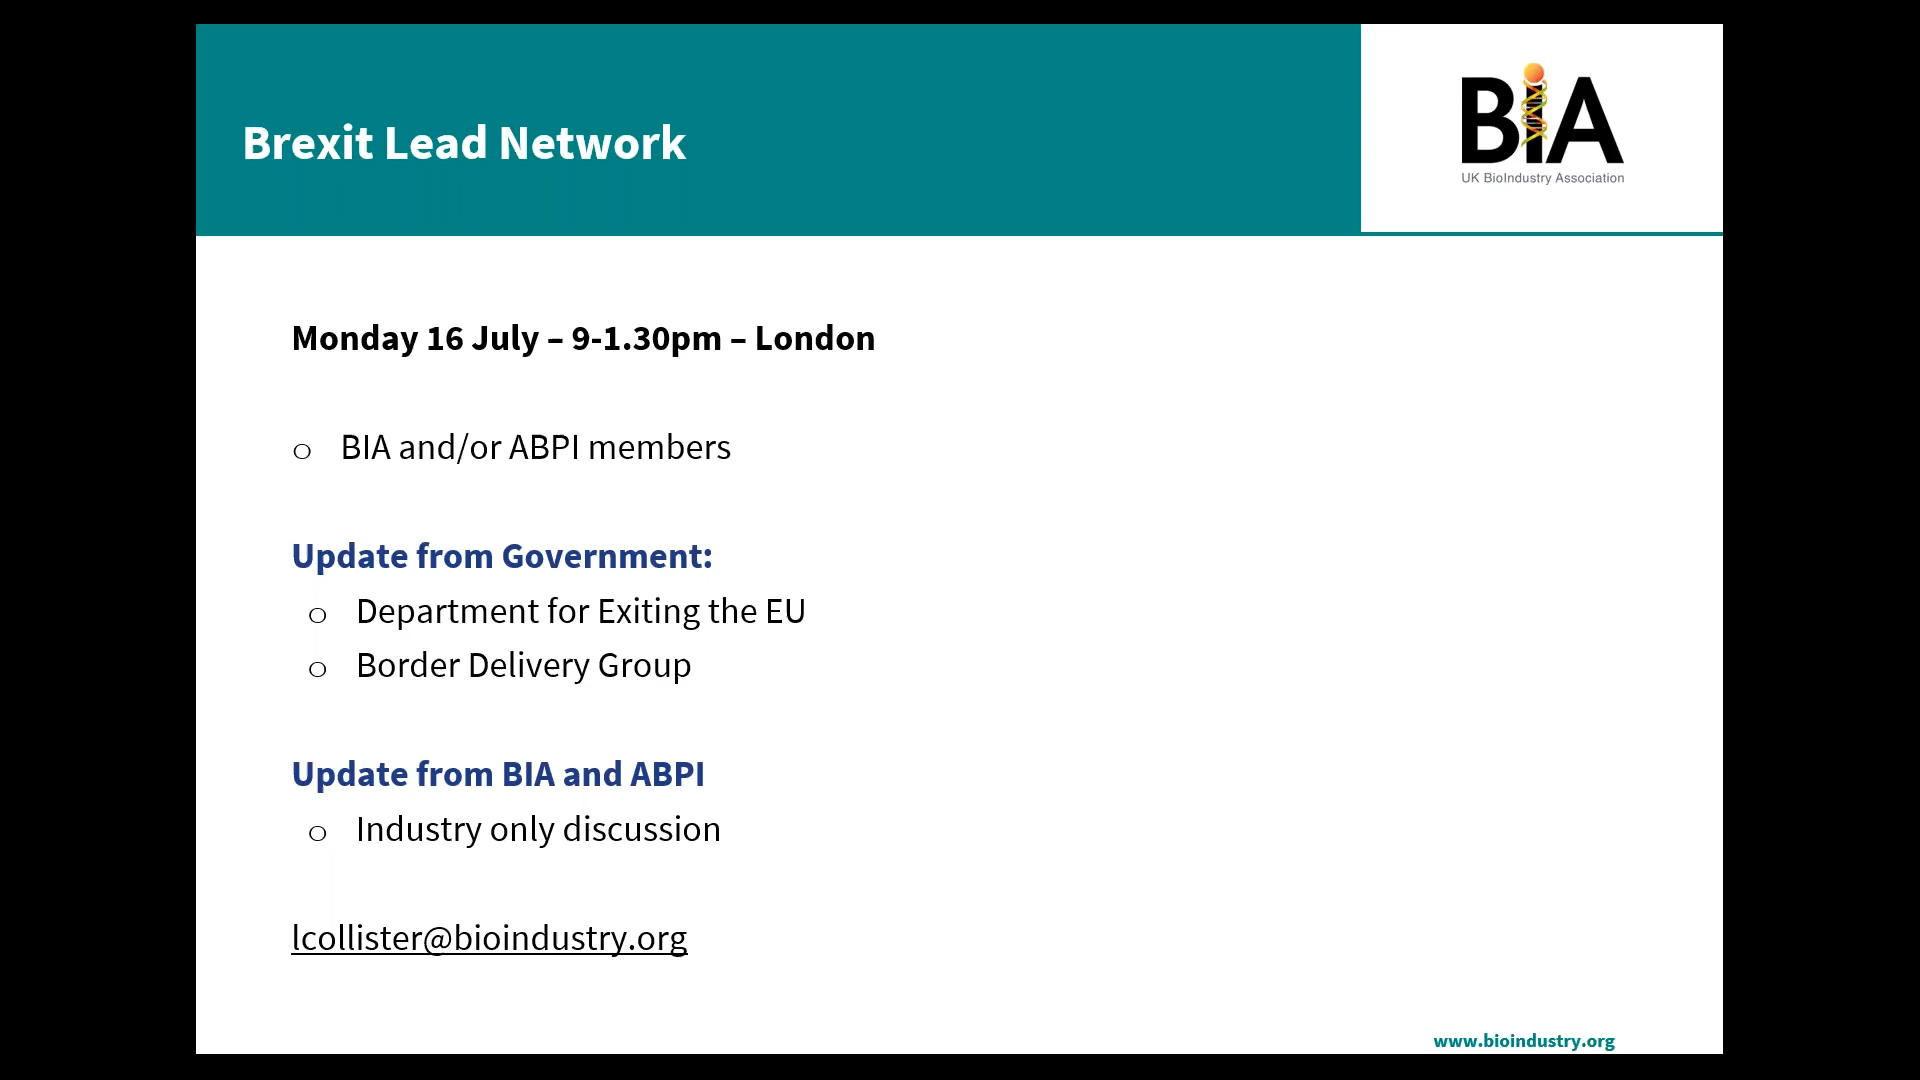 Brexit Lead Network
BIA
UK BioIndustry Association
Monday 16 July – 9-1.30pm – London
o BIA and/or ABPI members
Update from Government:
o Department for Exiting the EU
o Border Delivery Group
Update from BIA and ABPI
o Industry only discussion
lcollister@bioindustry.org
www.bioindustry.org